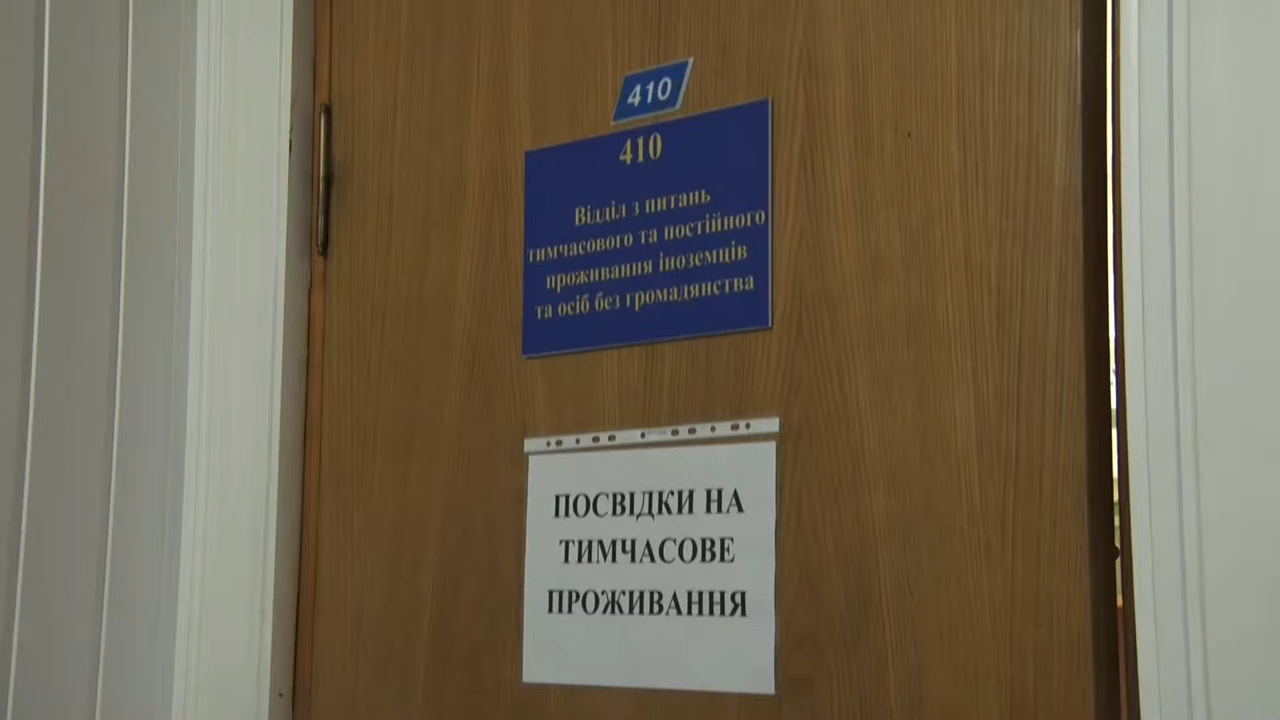 410
410
Відділ з питань
тимчасового та постійного
проживання іноземців
та осіб без громадянства
ПОСВІДКИ НА
ТИМЧАСОВЕ
ПРОЖИВАННЯ